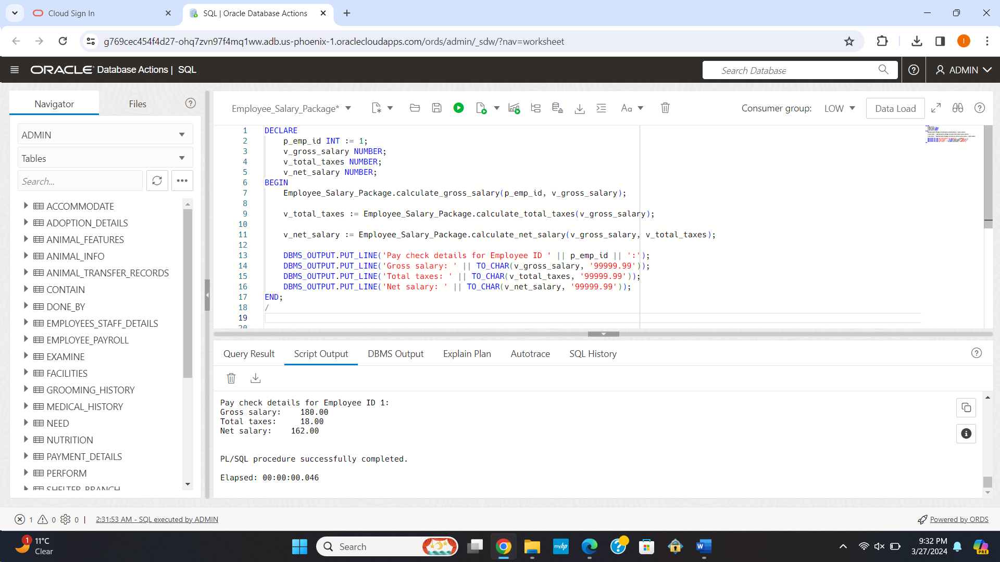 Cloud Sign In
SQL | Oracle Database Actions
g769cec454f4d27-ohq7zvn97f4mq1ww.adb.us-phoenix-1.oraclecloudapps.com/ords/admin/_sdw/?nav=worksheet
I
ORACLE Database Actions | SQL
Search Database
ADMIN
Navigator
Files
ADMIN
Tables
Search...
ACCOMMODATE
ADOPTION_DETAILS
ANIMAL_FEATURES
ANIMAL_INFO
ANIMAL_TRANSFER_RECORDS
CONTAIN
DONE_BY
EMPLOYEES_STAFF_DETAILS
EMPLOYEE_PAYROLL
EXAMINE
FACILITIES
GROOMING_HISTORY
MEDICAL_HISTORY
NEED
NUTRITION
PAYMENT_DETAILS
PERFORM
SHELTER_BRANCH
Employee_Salary_Package*
Aa
Consumer group: LOW
Data Load
1 DECLARE
2 p_emp_id INT := 1;
3 v_gross_salary NUMBER;
4 v_total_taxes NUMBER;
5 v_net_salary NUMBER;
6 BEGIN
7 Employee_Salary_Package.calculate_gross_salary(p_emp_id, v_gross_salary);
8
9 v_total_taxes := Employee_Salary_Package.calculate_total_taxes(v_gross_salary);
10
11 v_net_salary := Employee_Salary_Package.calculate_net_salary(v_gross_salary, v_total_taxes);
12
13 DBMS_OUTPUT.PUT_LINE('Pay check details for Employee ID ' || p_emp_id || ':');
14 DBMS_OUTPUT.PUT_LINE('Gross salary: ' || TO_CHAR(v_gross_salary, '99999.99'));
15 DBMS_OUTPUT.PUT_LINE('Total taxes: ' || TO_CHAR(v_total_taxes, '99999.99'));
16 DBMS_OUTPUT.PUT_LINE('Net salary: ' || TO_CHAR(v_net_salary, '99999.99'));
17 END;
18 /
19
20
Query Result
Script Output
DBMS Output
Explain Plan
Autotrace
SQL History
Pay check details for Employee ID 1:
Gross salary: 180.00
Total taxes: 18.00
Net salary: 162.00
PL/SQL procedure successfully completed.
Elapsed: 00:00:00.046
1 0 0 | 2:31:53 AM - SQL executed by ADMIN
Powered by ORDS
1
11°C
Clear
Search
myhp
W
9:32 PM
3/27/2024
PRE